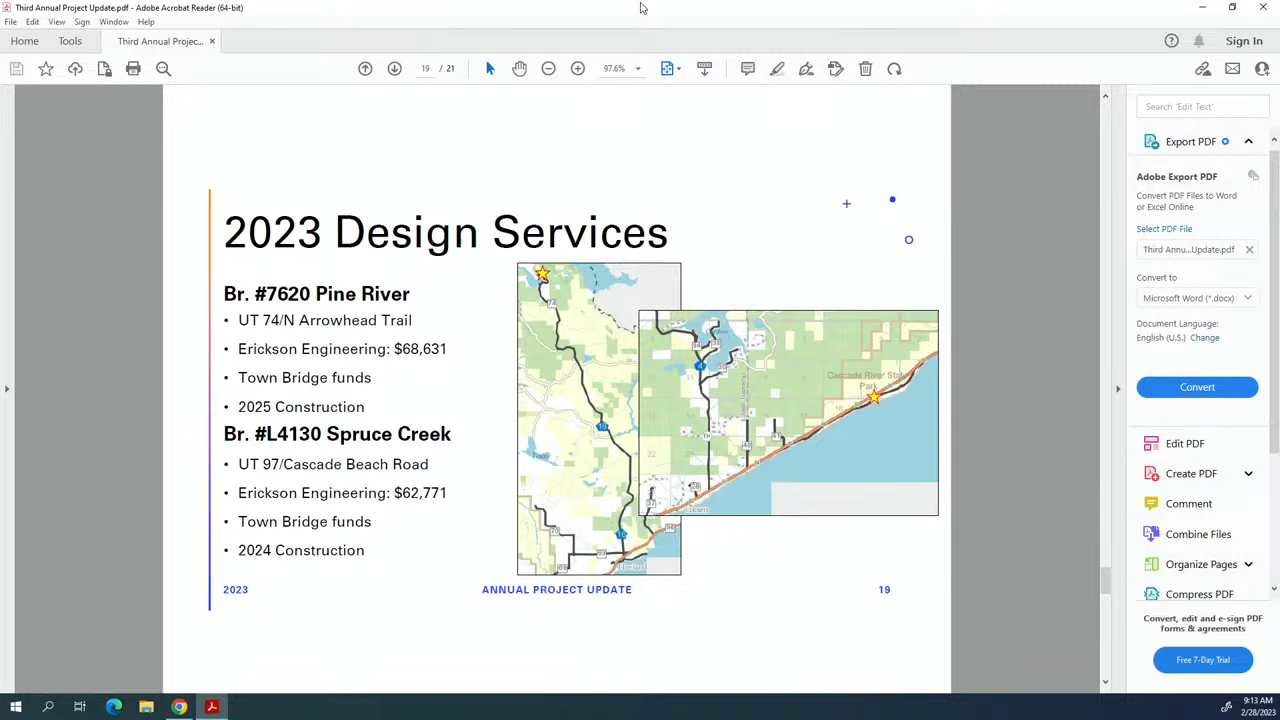 Third Annual Project Update.pdf - Adobe Acrobat Reader (64-bit)
File Edit View Sign Window Help
Home Tools Third Annual Projec... × Sign In
19 / 21 97.6%
2023 Design Services
Br. #7620 Pine River
• UT 74/N Arrowhead Trail
• Erickson Engineering: $68,631
• Town Bridge funds
• 2025 Construction
Br. #L4130 Spruce Creek
• UT 97/Cascade Beach Road
• Erickson Engineering: $62,771
• Town Bridge funds
• 2024 Construction
74
Cascade River State
Park
4
Lutsen
Hovland
2023 ANNUAL PROJECT UPDATE 19
Search 'Edit Text'
Export PDF
Adobe Export PDF
Convert PDF Files to Word
or Excel Online
Select PDF File
Third Annu...Update.pdf
Convert to
Microsoft Word (*.docx)
Document Language:
English (U.S.) Change
Convert
Edit PDF
Create PDF
Comment
Combine Files
Organize Pages
Compress PDF
Convert, edit and e-sign PDF
forms & agreements
Free 7-Day Trial
9:13 AM
2/28/2023